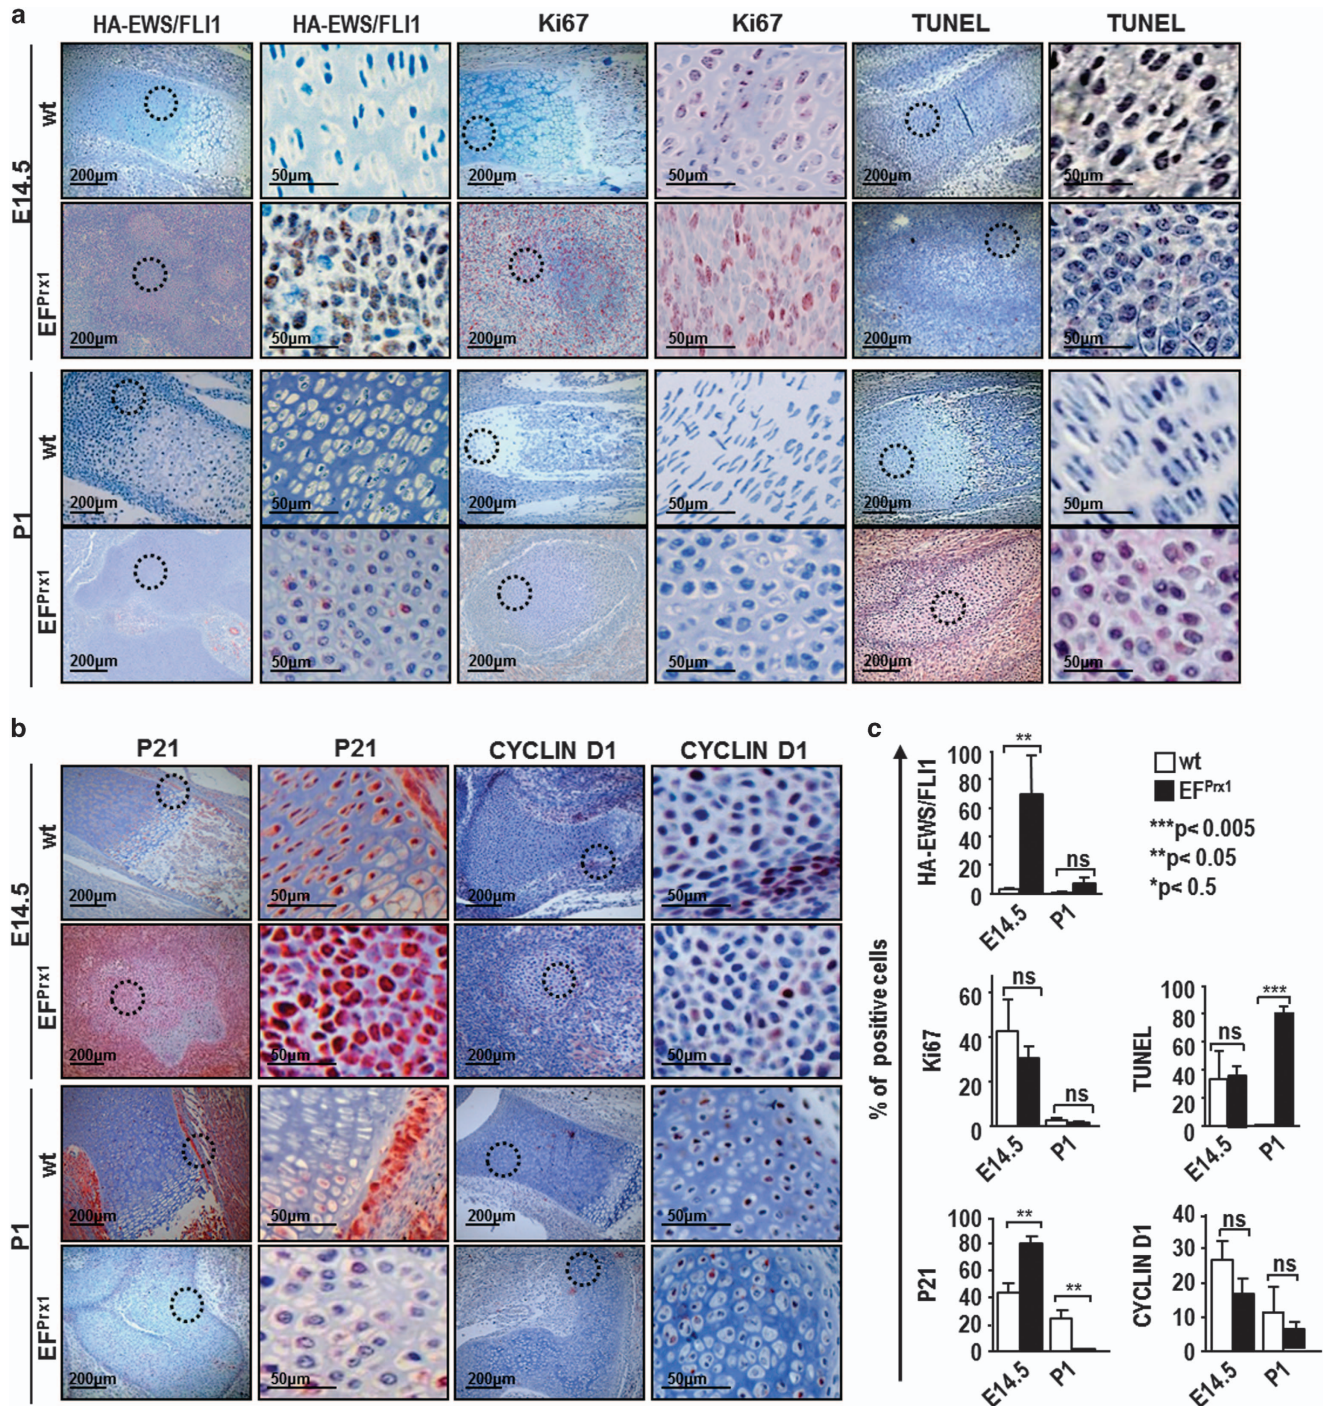 a
HA-EWS/FLI1 HA-EWS/FLI1 Ki67 Ki67 TUNEL TUNEL
E14.5
wt
200µm 50µm 200µm 50µm 200µm 50µm
EFPrx1
200µm 50µm 200µm 50µm 200µm 50µm
P1
wt
200µm 50µm 200µm 50µm 200µm 50µm
EFPrx1
200µm 50µm 200µm 50µm 200µm 50µm
b
P21 P21 CYCLIN D1 CYCLIN D1
E14.5
wt
200µm 50µm 200µm 50µm
EFPrx1
200µm 50µm 200µm 50µm
P1
wt
200µm 50µm 200µm 50µm
EFPrx1
200µm 50µm 200µm 50µm
c
% of positive cells
HA-EWS/FLI1
100
80
60
40
20
0
**
ns
E14.5 P1
wt
EFPrx1
***p< 0.005
**p< 0.05
*p< 0.5
Ki67
60
40
20
0
ns
ns
E14.5 P1
TUNEL
100
80
60
40
20
0
ns
***
E14.5 P1
P21
100
80
60
40
20
0
**
**
E14.5 P1
CYCLIN D1
40
30
20
10
0
ns
ns
E14.5 P1